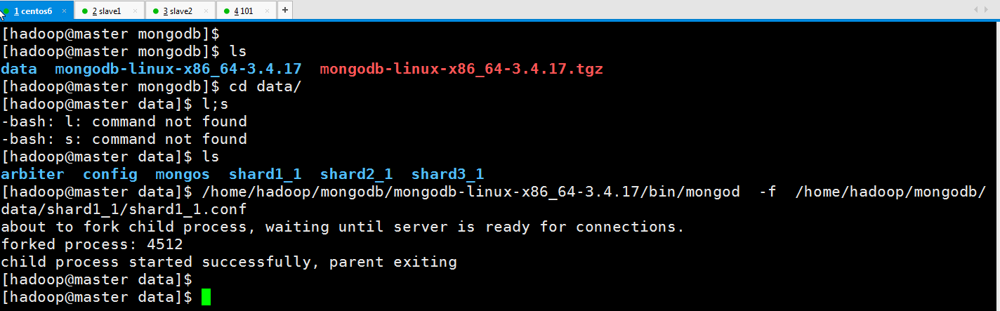 1 centos6 × 2 slave1 × 3 slave2 × 4 101 × +
[hadoop@master mongodb]$
[hadoop@master mongodb]$ ls
data  mongodb-linux-x86_64-3.4.17  mongodb-linux-x86_64-3.4.17.tgz
[hadoop@master mongodb]$ cd data/
[hadoop@master data]$ l;s
-bash: l: command not found
-bash: s: command not found
[hadoop@master data]$ ls
arbiter  config  mongos  shard1_1  shard2_1  shard3_1
[hadoop@master data]$ /home/hadoop/mongodb/mongodb-linux-x86_64-3.4.17/bin/mongod  -f  /home/hadoop/mongodb/
data/shard1_1/shard1_1.conf
about to fork child process, waiting until server is ready for connections.
forked process: 4512
child process started successfully, parent exiting
[hadoop@master data]$
[hadoop@master data]$